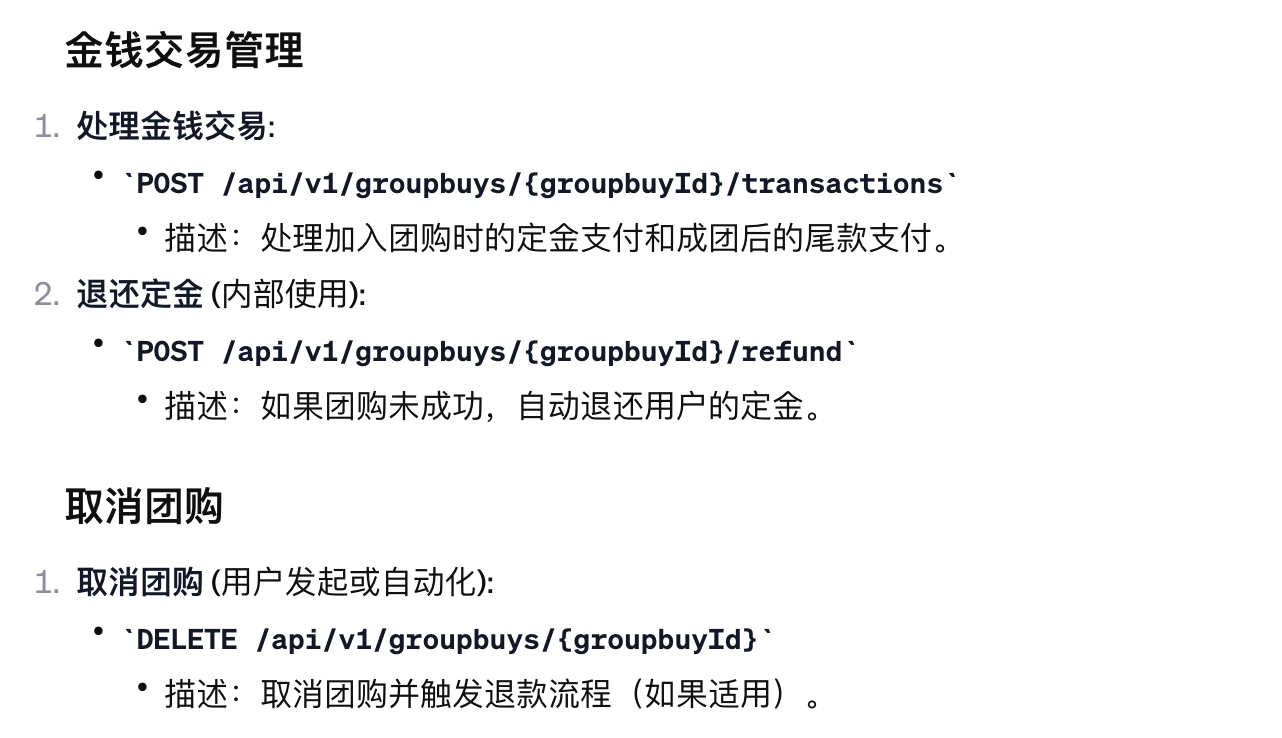 金钱交易管理
1. 处理金钱交易:
• `POST /api/v1/groupbuys/{groupbuyId}/transactions`
• 描述：处理加入团购时的定金支付和成团后的尾款支付。
2. 退还定金 (内部使用):
• `POST /api/v1/groupbuys/{groupbuyId}/refund`
• 描述：如果团购未成功，自动退还用户的定金。
取消团购
1. 取消团购 (用户发起或自动化):
• `DELETE /api/v1/groupbuys/{groupbuyId}`
• 描述：取消团购并触发退款流程（如果适用）。